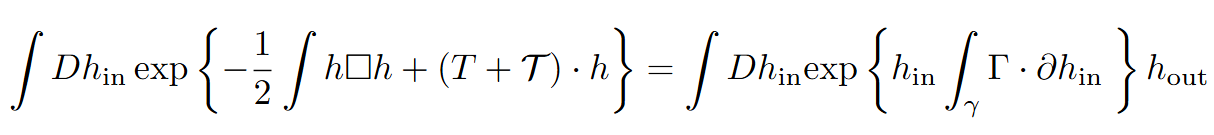 ∫ Dh_in exp{−1/2 ∫ h□h + (T + 𝒯) · h} = ∫ Dh_in exp{h_in ∫_γ Γ · ∂h_in} h_out